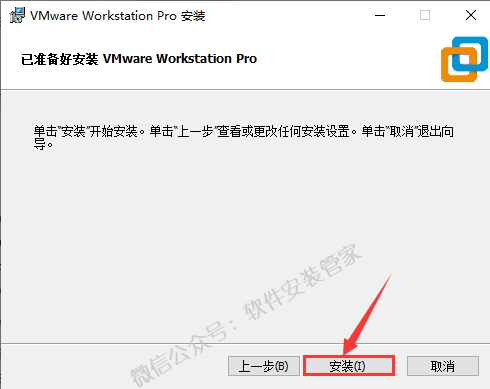 VMware Workstation Pro 安装
已准备好安装 VMware Workstation Pro
单击“安装”开始安装。单击“上一步”查看或更改任何安装设置。单击“取消”退出向
导。
微信公众号：软件安装管家
上一步(B) 安装(I) 取消